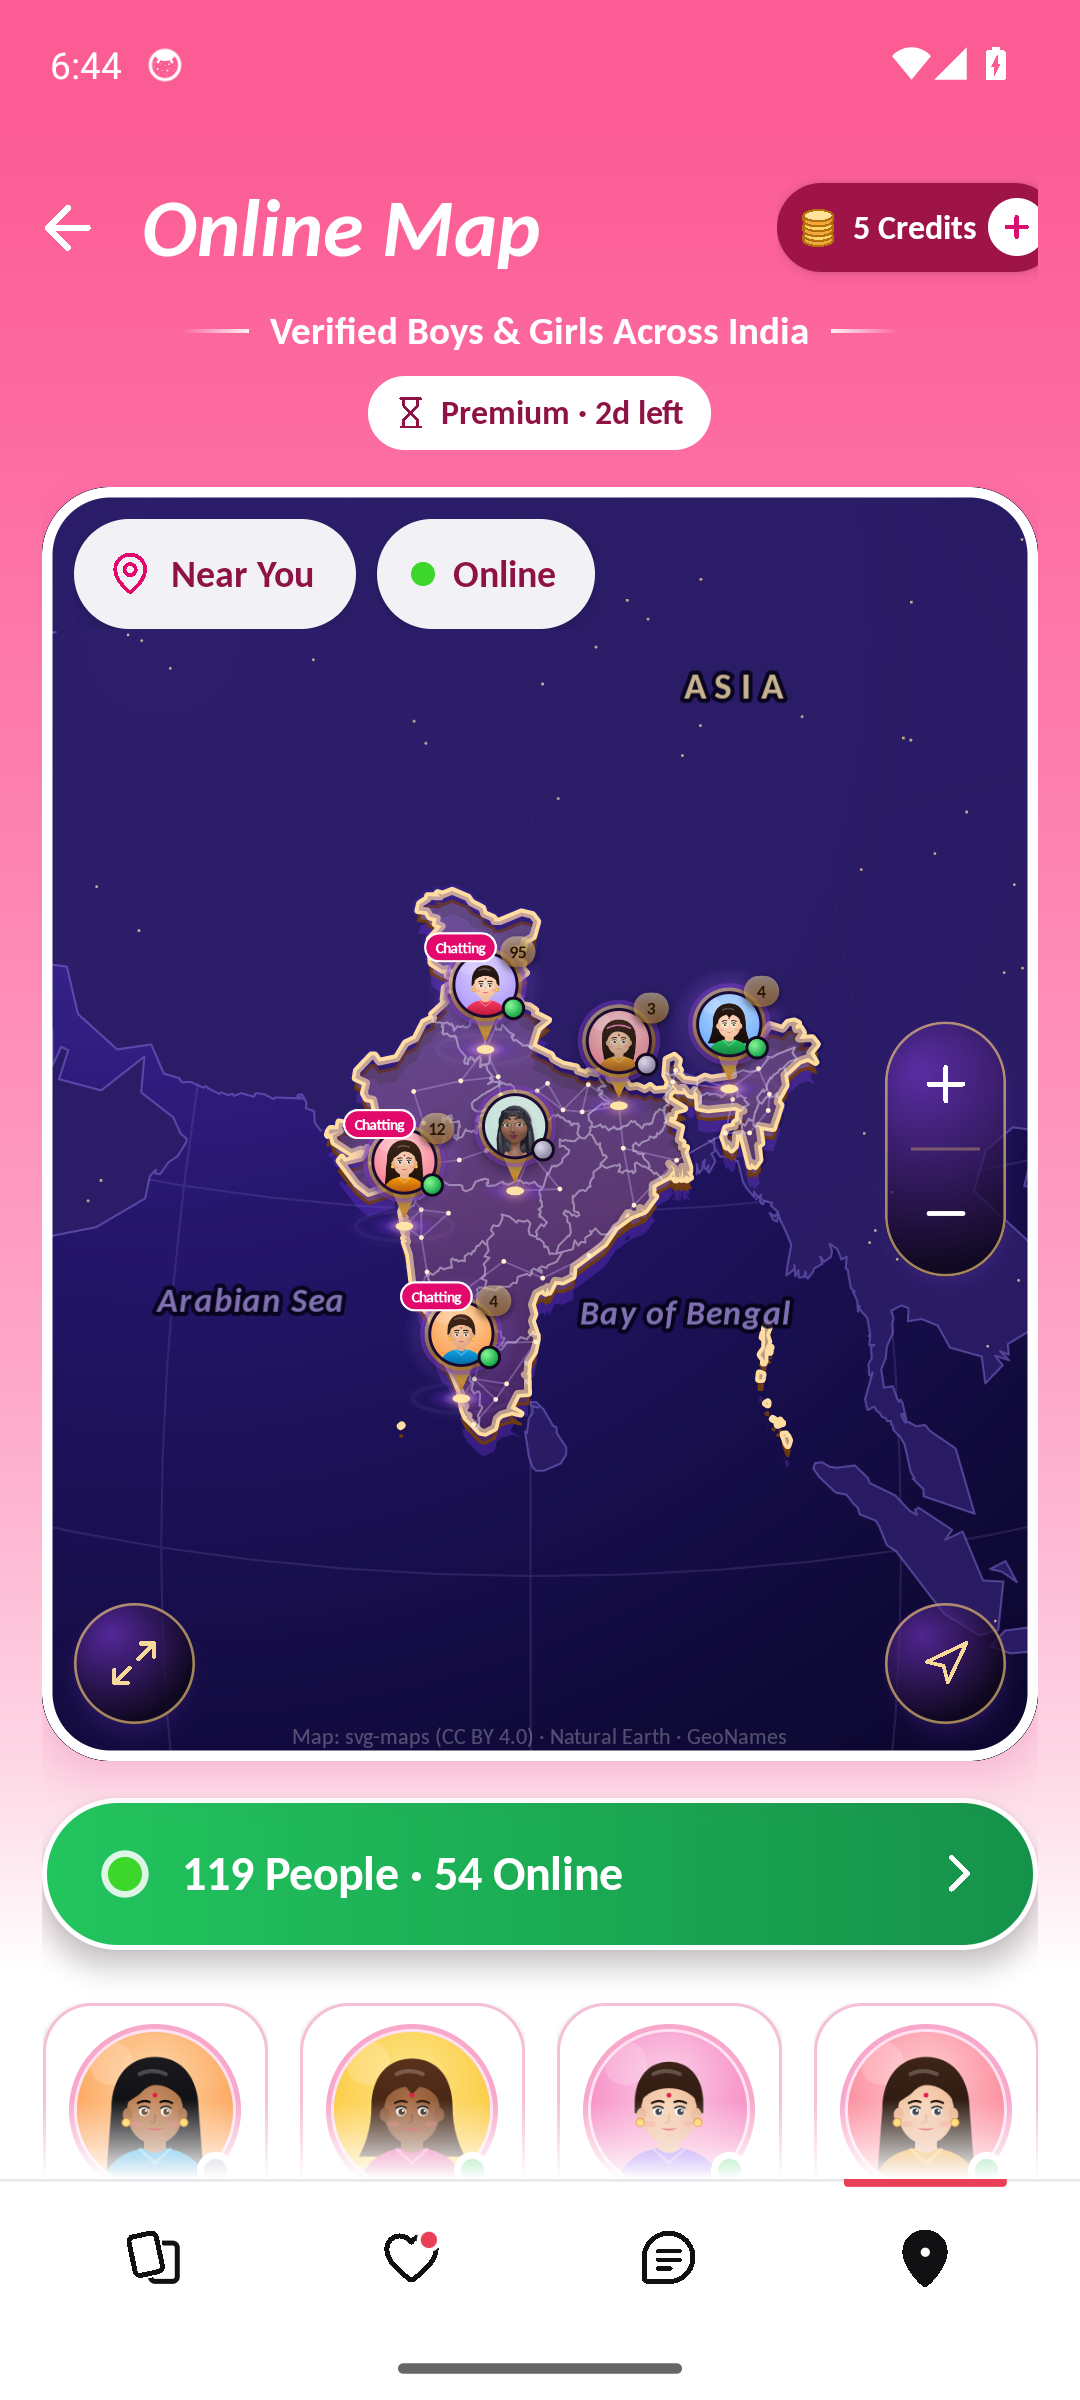 6:44
Online Map
5 Credits
Verified Boys & Girls Across India
Premium · 2d left
Near You
Online
ASIA
Chatting
95
3
4
Chatting
12
Arabian Sea
Chatting
4
Bay of Bengal
Map: svg-maps (CC BY 4.0) · Natural Earth · GeoNames
119 People · 54 Online